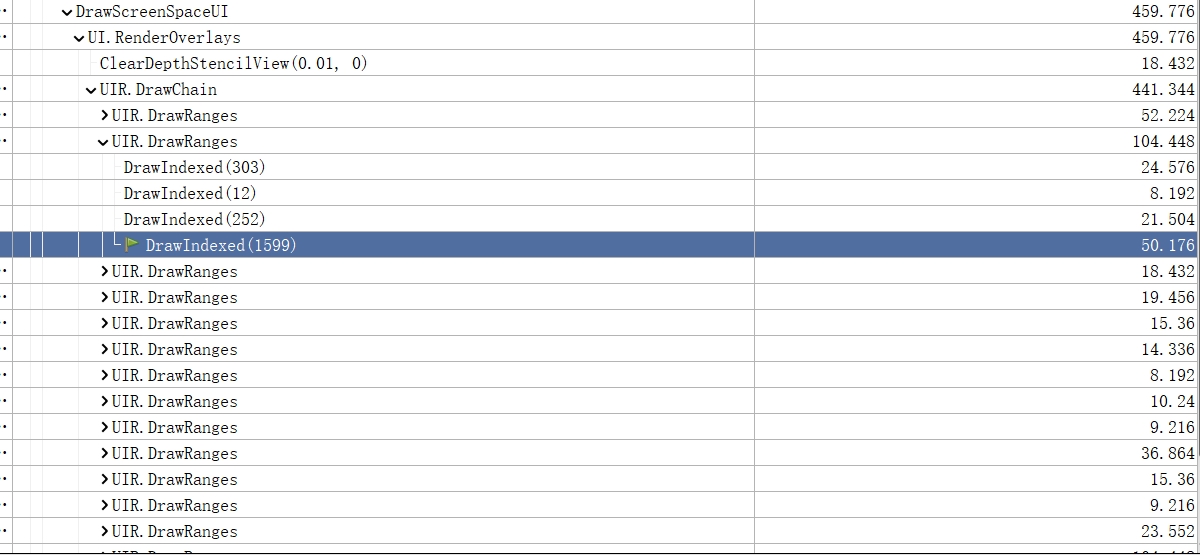 DrawScreenSpaceUI 459.776
UI.RenderOverlays 459.776
ClearDepthStencilView(0.01, 0) 18.432
UIR.DrawChain 441.344
UIR.DrawRanges 52.224
UIR.DrawRanges 104.448
DrawIndexed(303) 24.576
DrawIndexed(12) 8.192
DrawIndexed(252) 21.504
DrawIndexed(1599) 50.176
UIR.DrawRanges 18.432
UIR.DrawRanges 19.456
UIR.DrawRanges 15.36
UIR.DrawRanges 14.336
UIR.DrawRanges 8.192
UIR.DrawRanges 10.24
UIR.DrawRanges 9.216
UIR.DrawRanges 36.864
UIR.DrawRanges 15.36
UIR.DrawRanges 9.216
UIR.DrawRanges 23.552